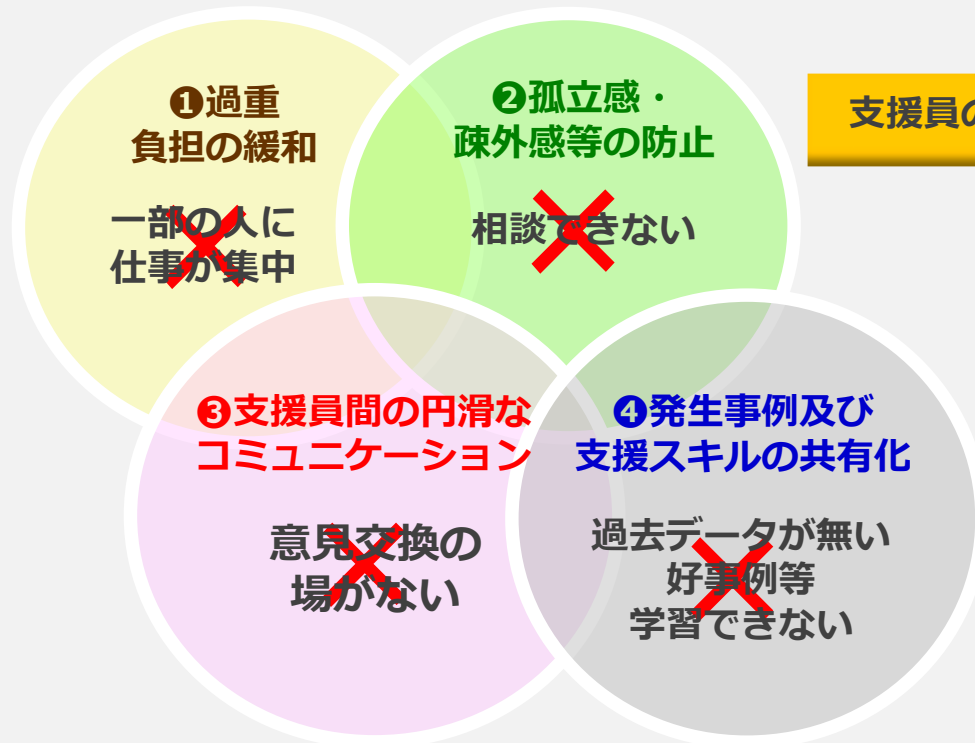 ❶過重
負担の緩和
一部の人に
仕事が集中
❷孤立感・
疎外感等の防止
相談できない
支援員の
❸支援員間の円滑な
コミュニケーション
意見交換の
場がない
❹発生事例及び
支援スキルの共有化
過去データが無い
好事例等
学習できない